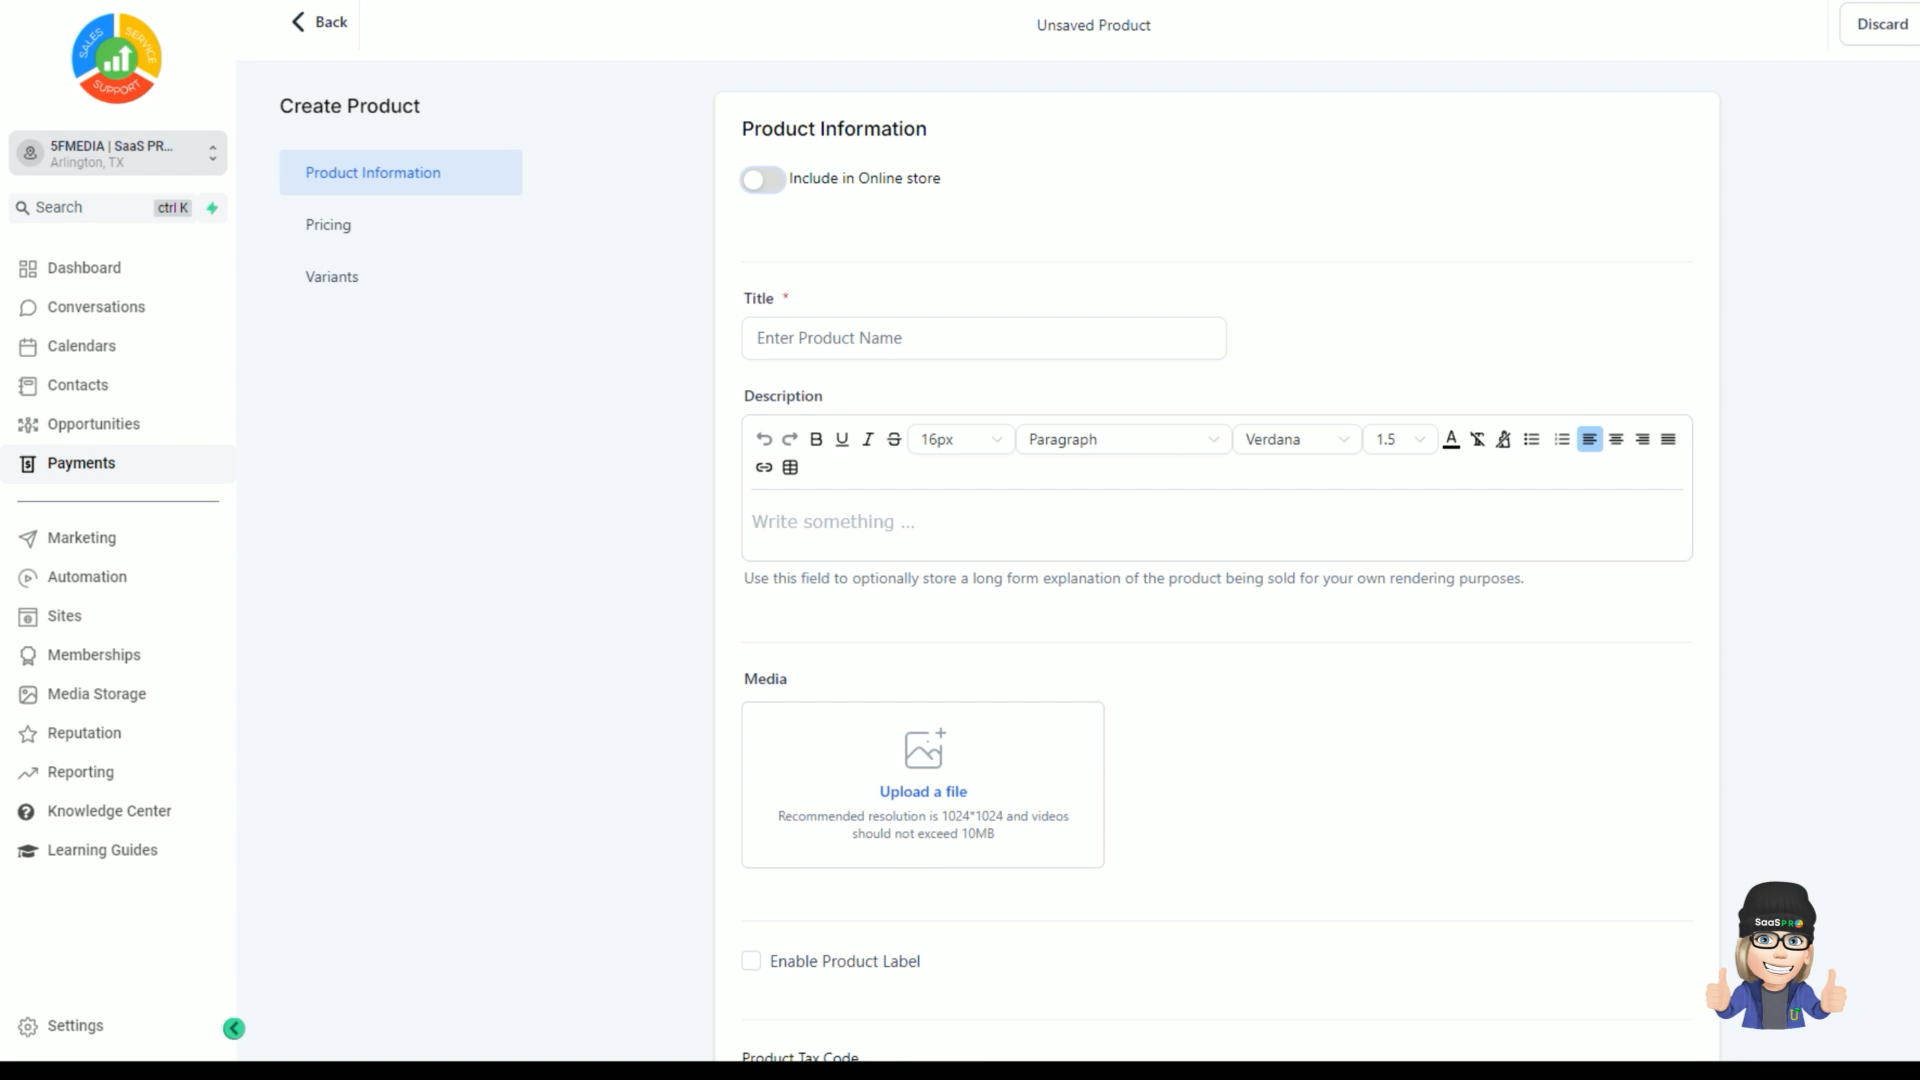 SALES
SERVICE
SUPPORT
5FMEDIA | SaaS PR...
Arlington, TX
Search
ctrl K
Dashboard
Conversations
Calendars
Contacts
Opportunities
Payments
Marketing
Automation
Sites
Memberships
Media Storage
Reputation
Reporting
Knowledge Center
Learning Guides
Settings
Back
Unsaved Product
Discard
Create Product
Product Information
Pricing
Variants
Product Information
Include in Online store
Title *
Enter Product Name
Description
16px
Paragraph
Verdana
1.5
Write something ...
Use this field to optionally store a long form explanation of the product being sold for your own rendering purposes.
Media
Upload a file
Recommended resolution is 1024*1024 and videos
should not exceed 10MB
Enable Product Label
Product Tax Code
SaaSPRO